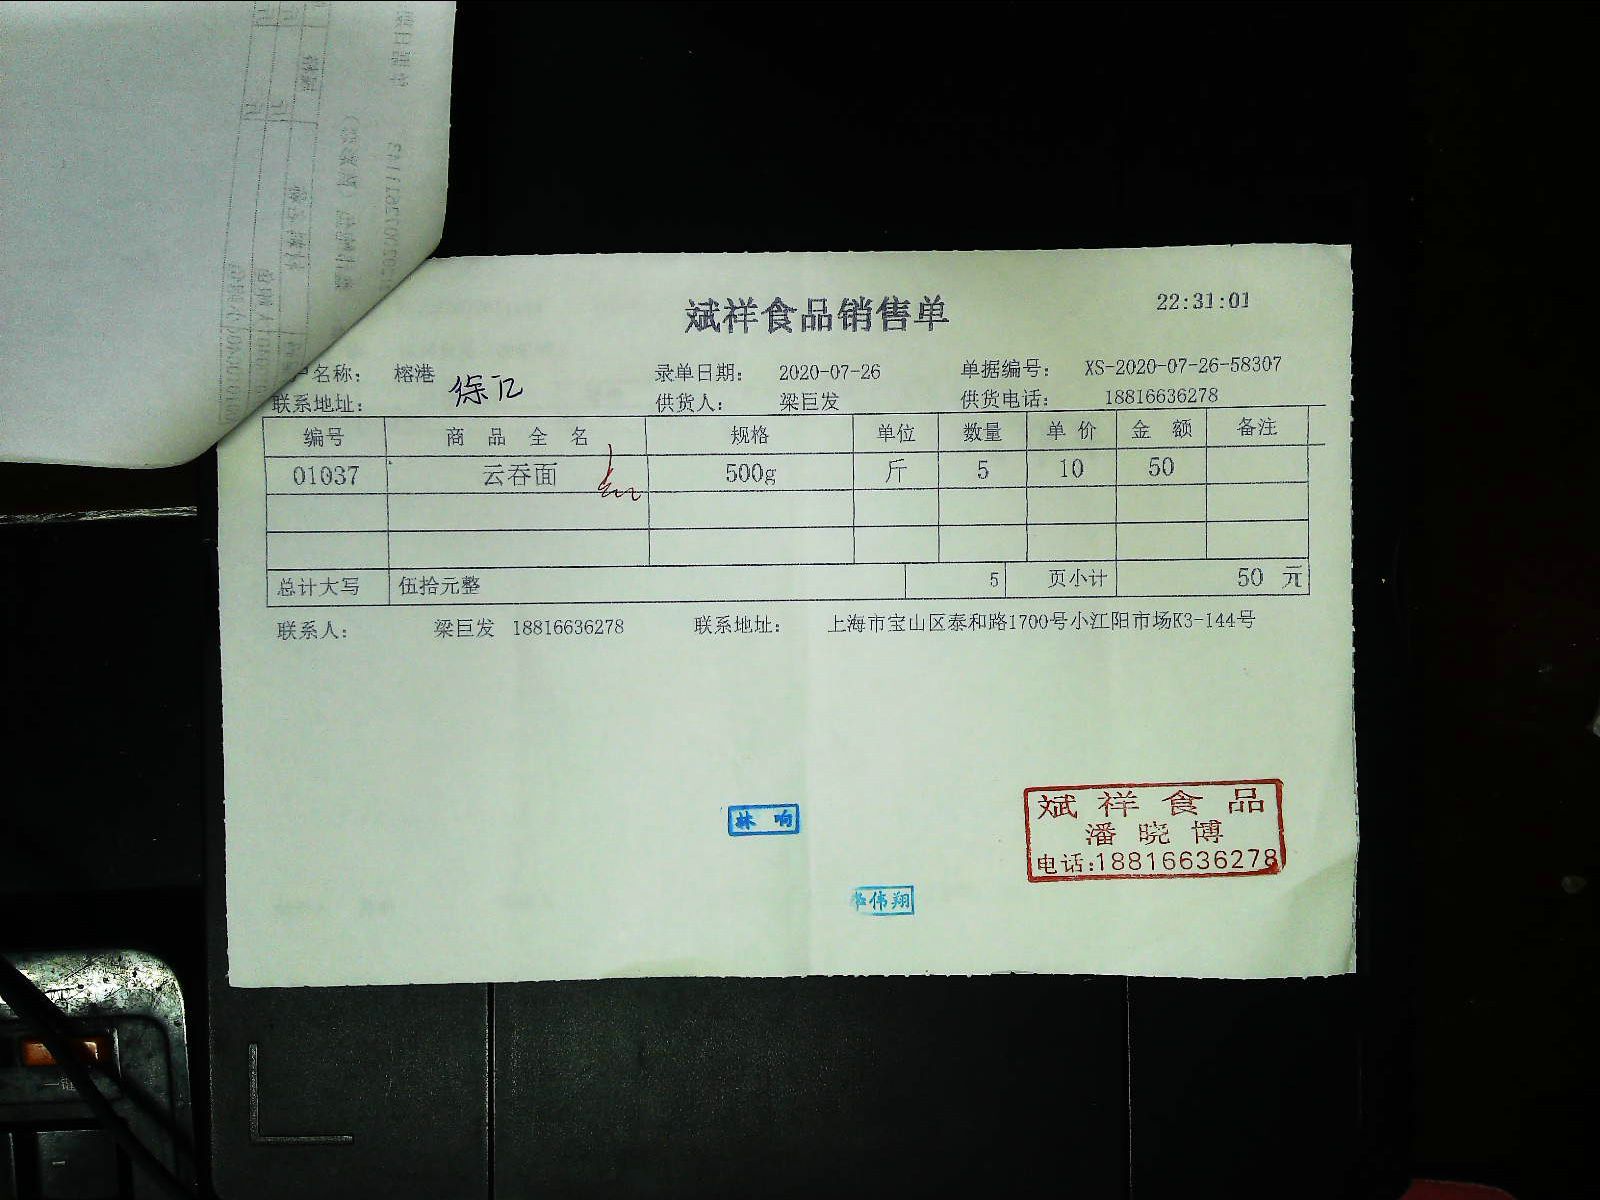 斌祥食品销售单
22:31:01
户名称: 榕港 录单日期: 2020-07-26 单据编号: XS-2020-07-26-58307
联系地址: 供货人: 梁巨发 供货电话: 18816636278
编号 商品全名 规格 单位 数量 单价 金额 备注
01037 云吞面 500g 斤 5 10 50
总计大写 伍拾元整 5 页小计 50 元
联系人: 梁巨发 18816636278 联系地址: 上海市宝山区泰和路1700号小江阳市场K3-144号
林响
斌祥食品
潘晓博
电话:18816636278
伟翔